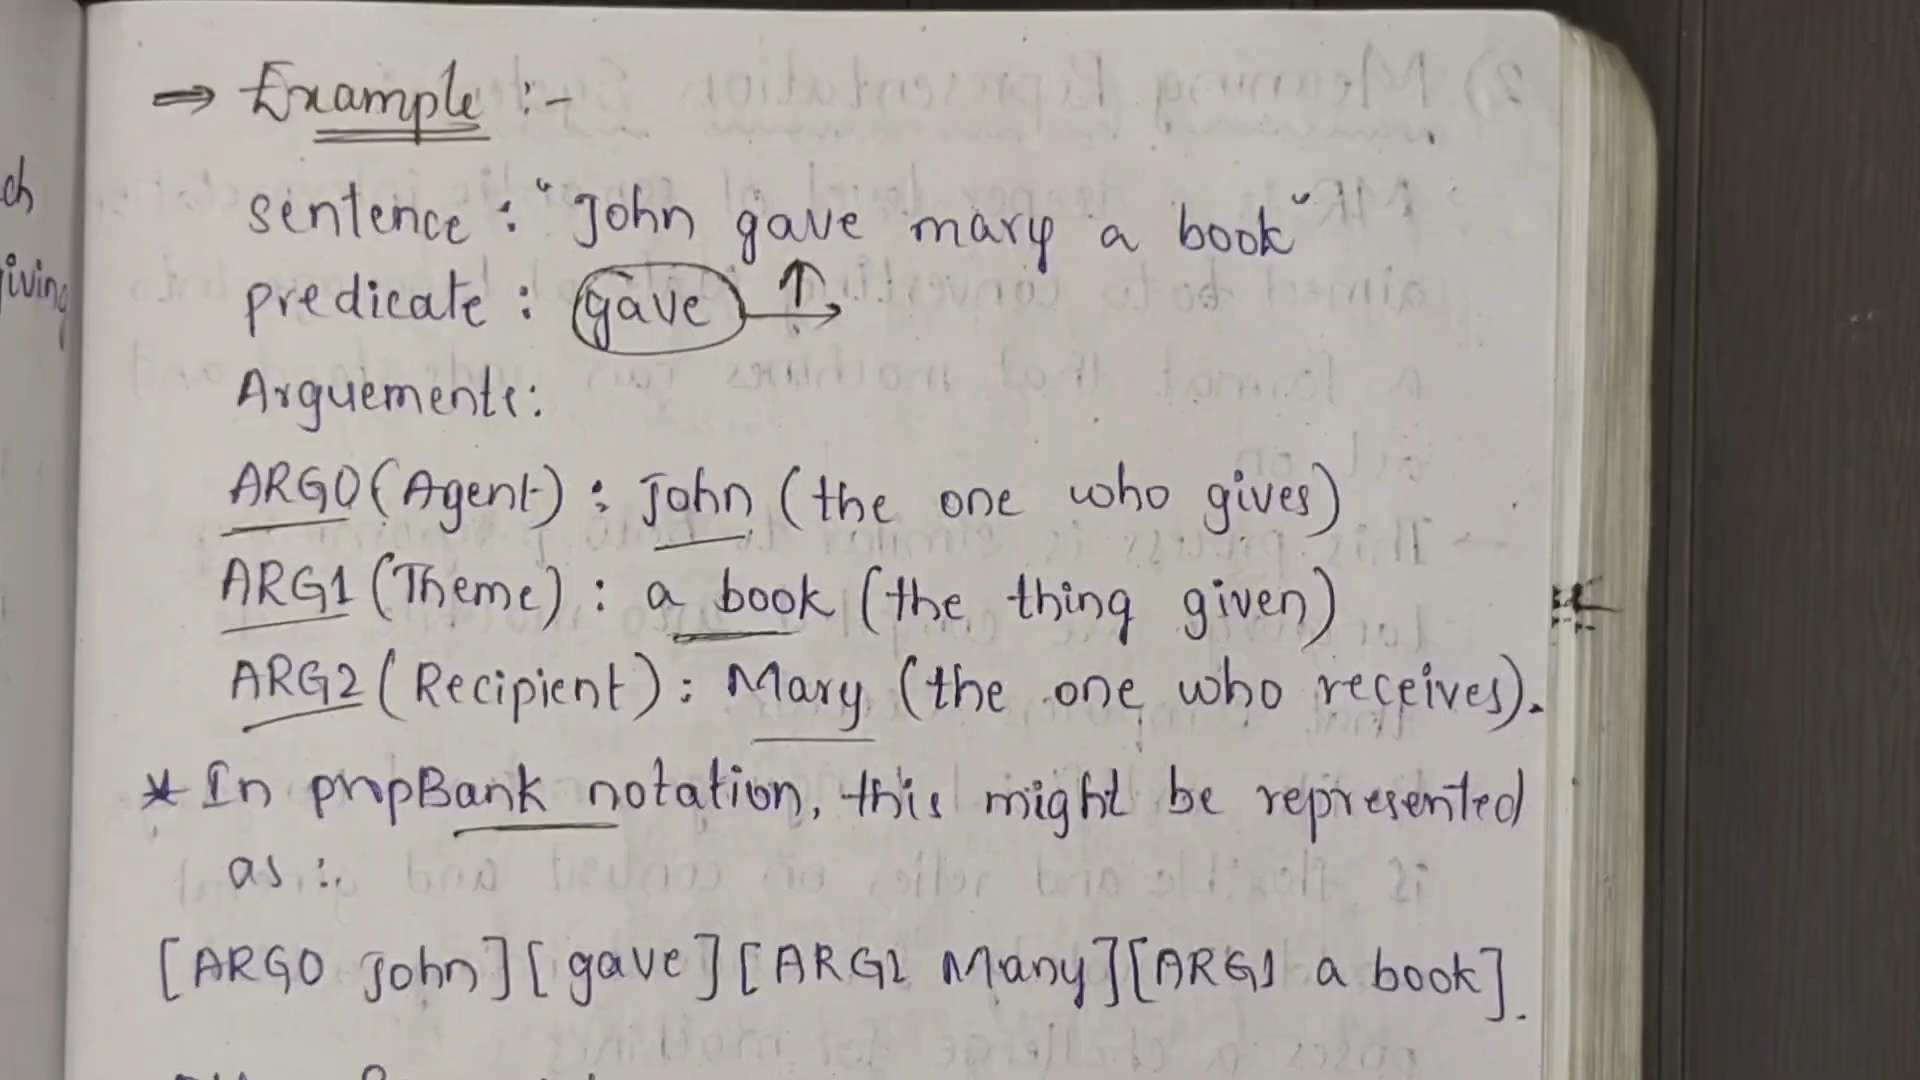 ch
iving
⇒ Example :-
sentence : "John gave mary a book"
predicate : gave → ↑
Arguements:
ARG0 (Agent) : John (the one who gives)
ARG1 (Theme) : a book (the thing given)
ARG2 (Recipient) : Mary (the one who receives).
* In propBank notation, this might be represented
as :.
[ARG0 John] [gave] [ARG2 Mary] [ARG1 a book].